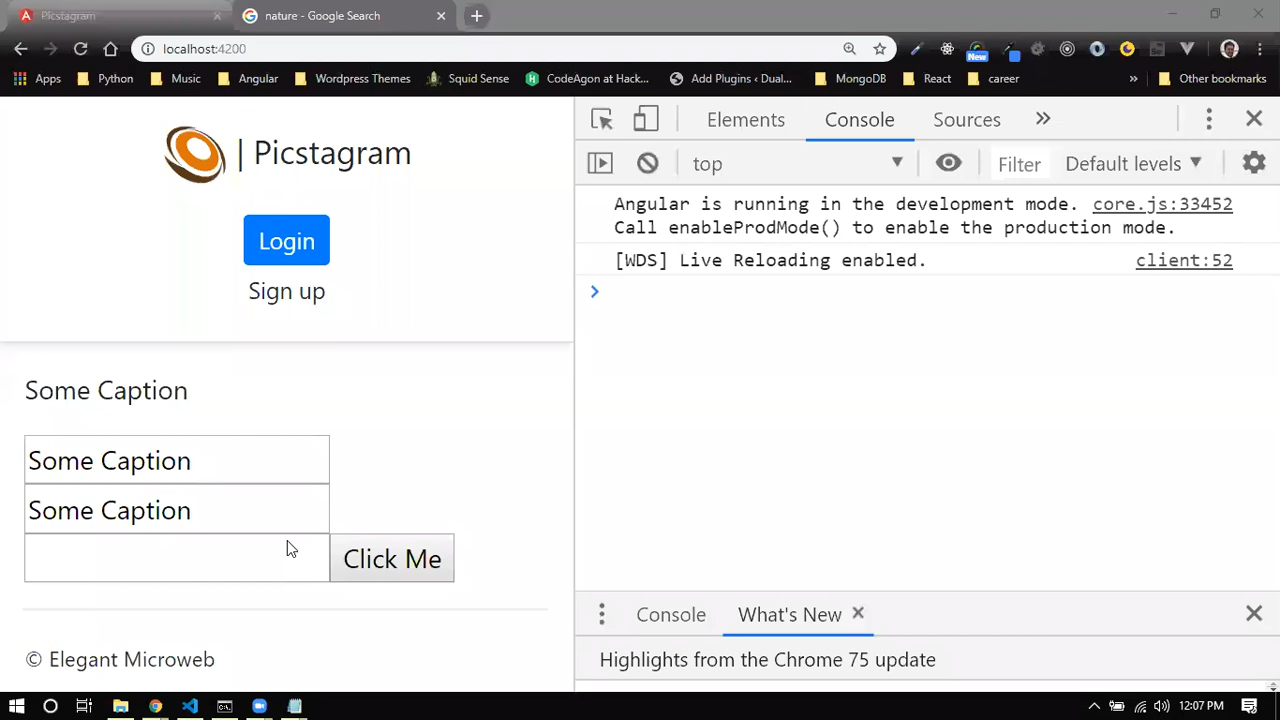 Picstagram
nature - Google Search
localhost:4200
Apps Python Music Angular Wordpress Themes Squid Sense CodeAgon at Hack... Add Plugins ‹ Dual... MongoDB React career » Other bookmarks
New
| Picstagram
Login
Sign up
Some Caption
Some Caption
Some Caption
Click Me
© Elegant Microweb
Elements Console Sources »
top Filter Default levels
Angular is running in the development mode. core.js:33452
Call enableProdMode() to enable the production mode.
[WDS] Live Reloading enabled. client:52
Console What's New
Highlights from the Chrome 75 update
12:07 PM